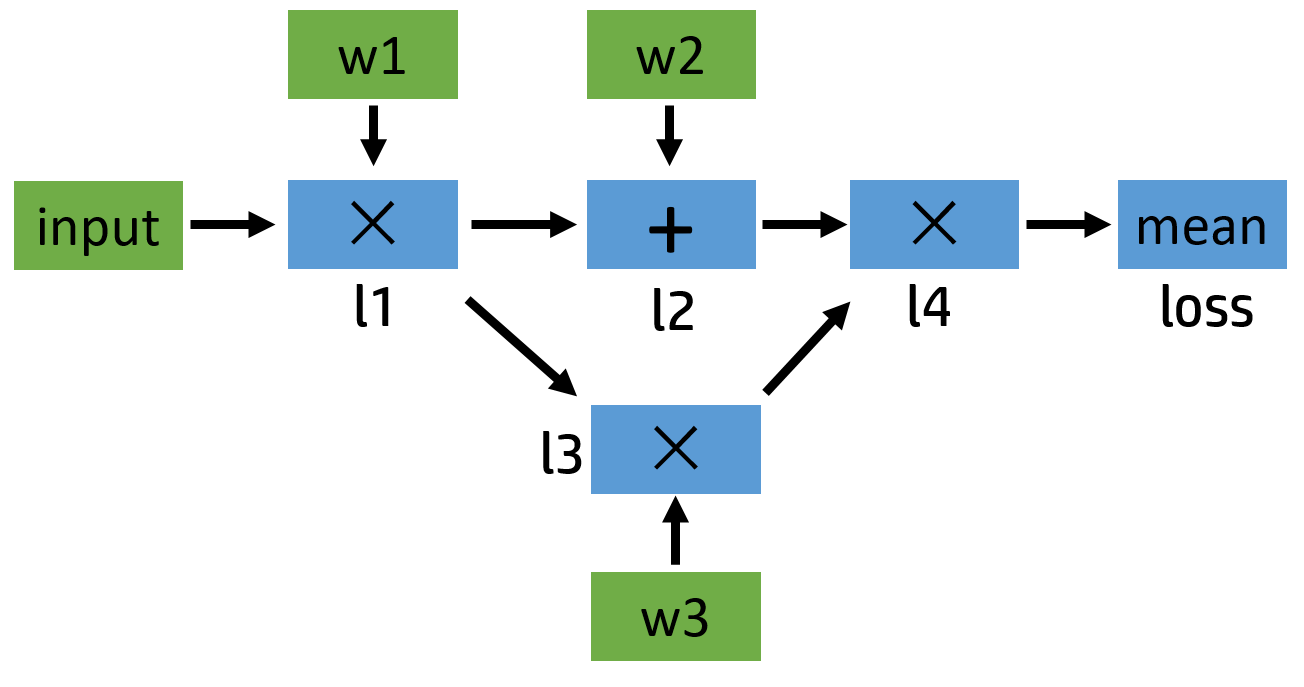 w1
w2
input
×
+
×
mean
l1
l2
l4
loss
l3
×
w3